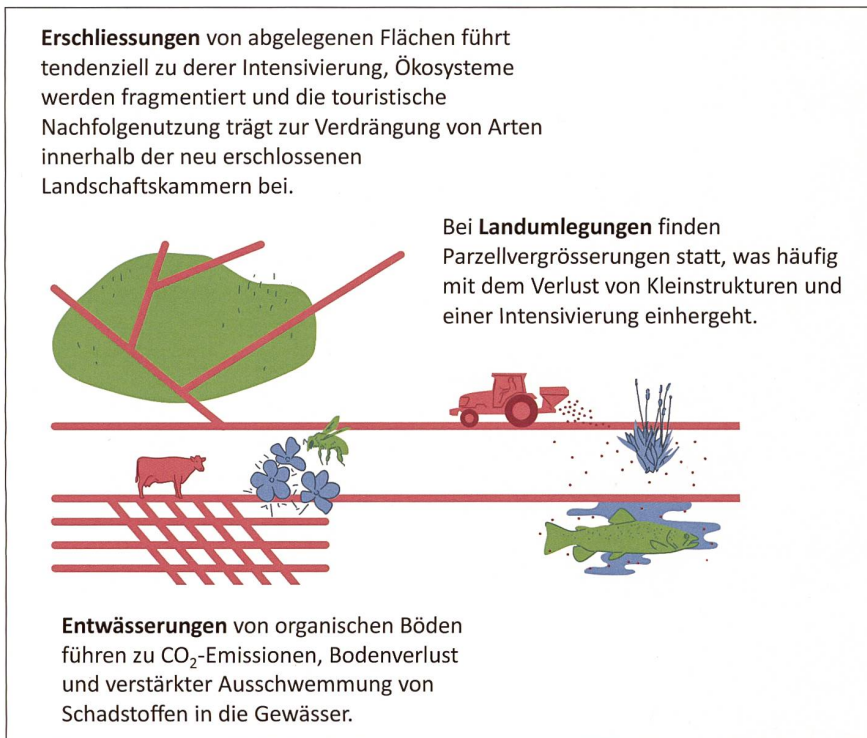 Erschliessungen von abgelegenen Flächen führt
tendenziell zu derer Intensivierung, Ökosysteme
werden fragmentiert und die touristische
Nachfolgenutzung trägt zur Verdrängung von Arten
innerhalb der neu erschlossenen
Landschaftskammern bei.
Bei Landumlegungen finden
Parzellvergrösserungen statt, was häufig
mit dem Verlust von Kleinstrukturen und
einer Intensivierung einhergeht.
Entwässerungen von organischen Böden
führen zu CO₂-Emissionen, Bodenverlust
und verstärkter Ausschwemmung von
Schadstoffen in die Gewässer.